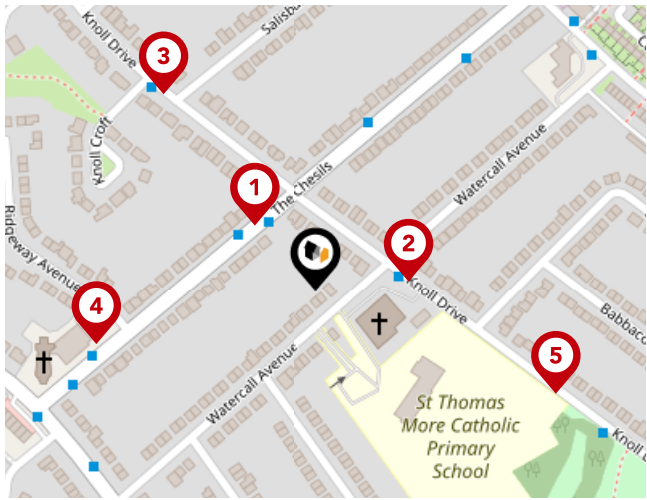 Knoll Drive
Salisb
3
Knoll Croft
1
The Chesils
Watercall Avenue
Ridgeway Avenue
2
Knoll Drive
4
Babbaco
5
Watercall Avenue
St Thomas
More Catholic
Primary
School
Knoll D